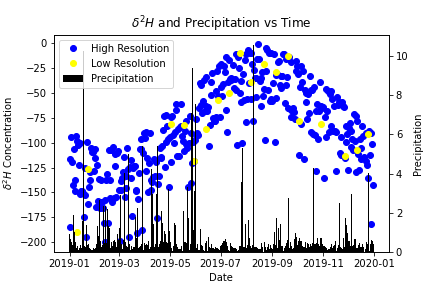 δ²H and Precipitation vs Time
High Resolution
Low Resolution
Precipitation
0
−25
−50
−75
−100
−125
−150
−175
−200
δ²H Concentration
10
8
6
4
2
0
Precipitation
2019-01 2019-03 2019-05 2019-07 2019-09 2019-11 2020-01
Date